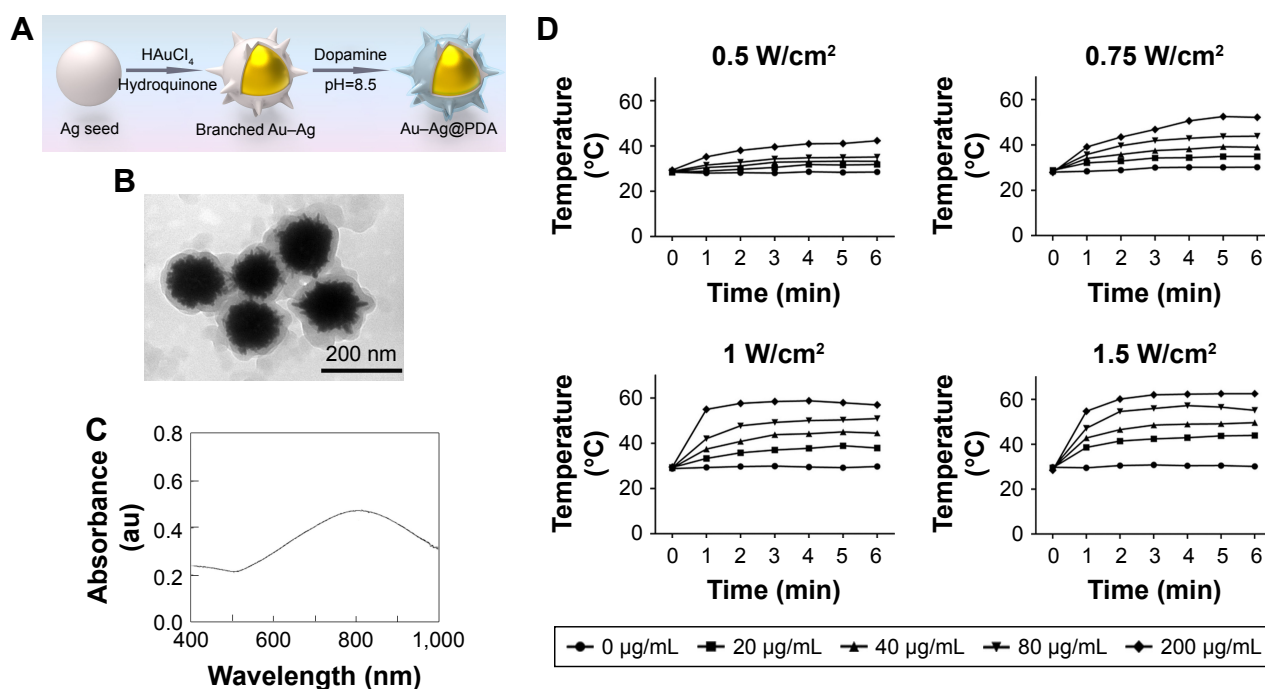 A
HAuCl4
Hydroquinone
Dopamine
pH=8.5
Ag seed
Branched Au–Ag
Au–Ag@PDA
B
200 nm
C
Absorbance
(au)
0.8
0.6
0.4
0.2
0.0
400
600
800
1,000
Wavelength (nm)
D
0.5 W/cm²
Temperature
(°C)
60
40
20
0
0 1 2 3 4 5 6
Time (min)
0.75 W/cm²
Temperature
(°C)
60
40
20
0
0 1 2 3 4 5 6
Time (min)
1 W/cm²
Temperature
(°C)
60
40
20
0
0 1 2 3 4 5 6
Time (min)
1.5 W/cm²
Temperature
(°C)
60
40
20
0
0 1 2 3 4 5 6
Time (min)
0 µg/mL 20 µg/mL 40 µg/mL 80 µg/mL 200 µg/mL